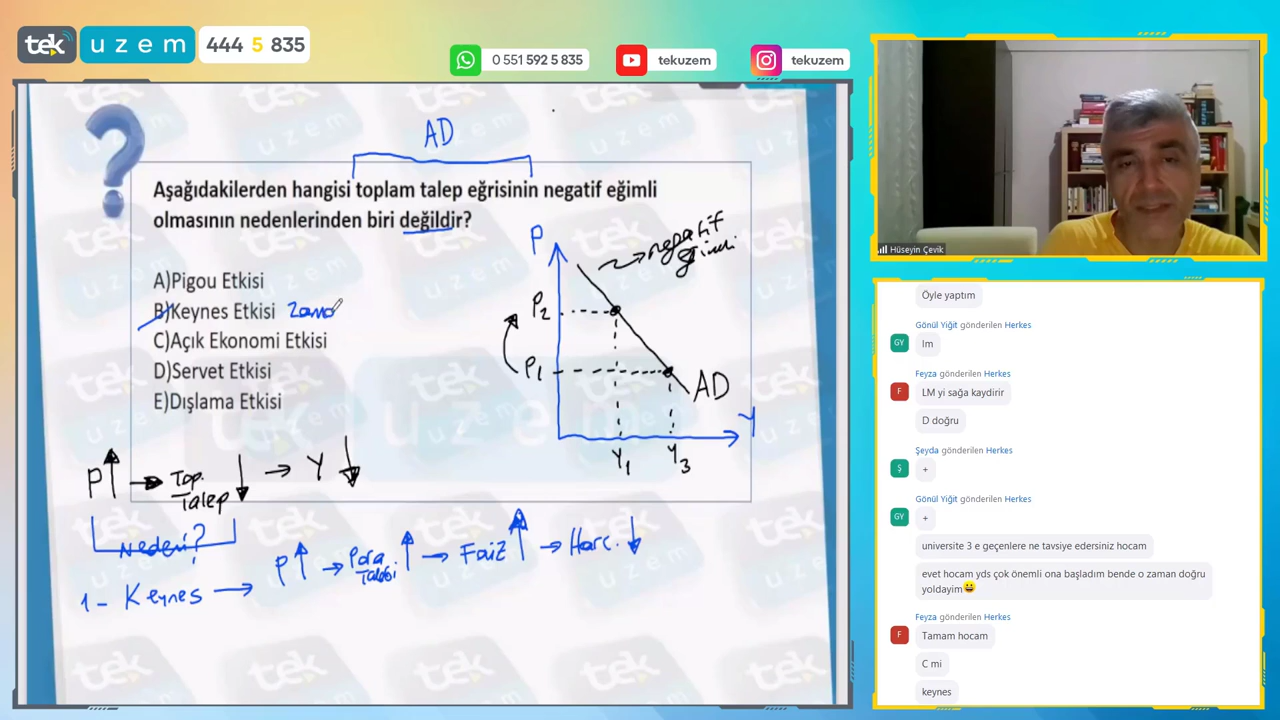 tek
uzem
444 5 835
0 551 592 5 835
tekuzem
tekuzem
AD
Aşağıdakilerden hangisi toplam talep eğrisinin negatif eğimli
olmasının nedenlerinden biri değildir?
A)Pigou Etkisi
B)Keynes Etkisi
C)Açık Ekonomi Etkisi
D)Servet Etkisi
E)Dışlama Etkisi
P
negatif
P2
P1
AD
Y
Y1 Y3
P → Top. Talep → Y
Neden?
1- Keynes → P → Para Talebi → Faiz → Harc.
Hüseyin Çevik
Öyle yaptım
Gönül Yiğit gönderilen Herkes
GY
lm
Feyza gönderilen Herkes
F
LM yi sağa kaydirir
D doğru
Şeyda gönderilen Herkes
Ş
+
Gönül Yiğit gönderilen Herkes
GY
+
universite 3 e geçenlere ne tavsiye edersiniz hocam
evet hocam yds çok önemli ona başladım bende o zaman doğru
yoldayim😀
Feyza gönderilen Herkes
F
Tamam hocam
C mi
keynes